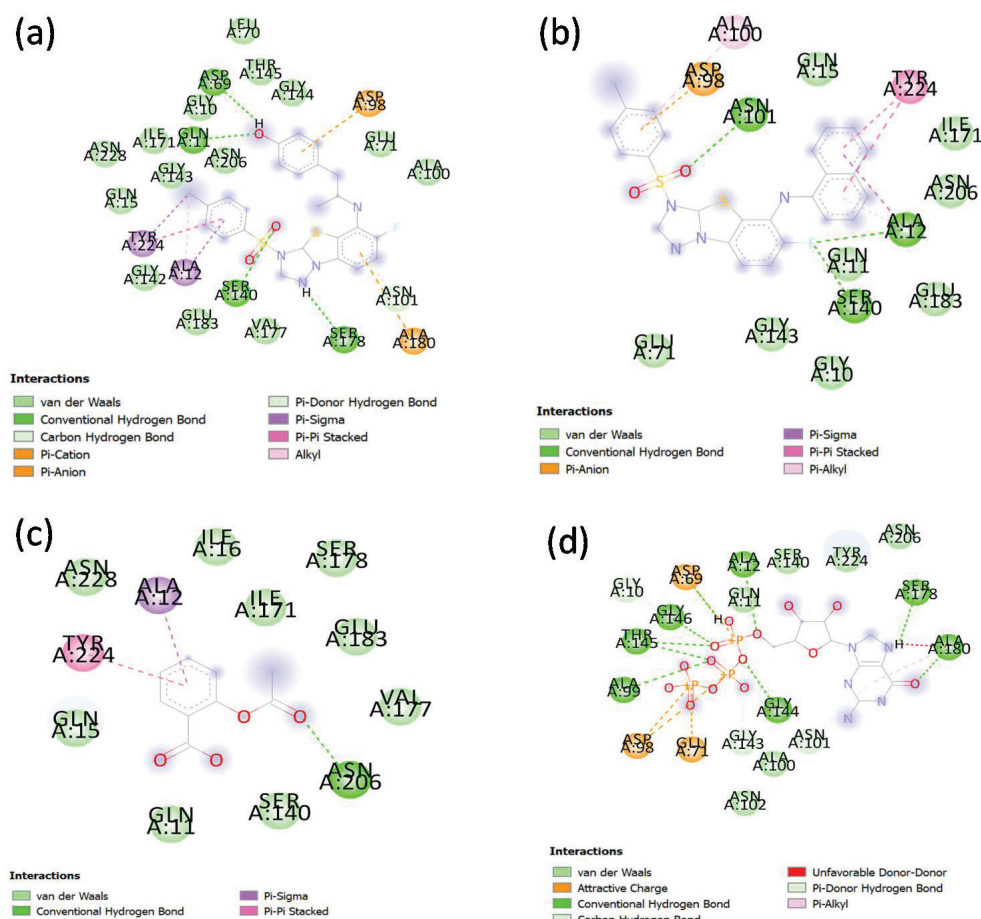 (a)
LEU
A:70
ASP
A:69
THR
A:145
GLY
A:144
GLY
A:10
ASP
A:98
GLN
A:11
ILE
A:171
ASN
A:228
ASN
A:206
GLU
A:71
GLY
A:143
ALA
A:100
GLN
A:15
H
O
TYR
A:224
N
F
S
O
S
O
N
GLY
A:142
ALA
A:12
N
N
H
SER
A:140
ASN
A:101
GLU
A:183
VAL
A:177
SER
A:178
ALA
A:180
Interactions
van der Waals
Conventional Hydrogen Bond
Carbon Hydrogen Bond
Pi-Cation
Pi-Anion
Pi-Donor Hydrogen Bond
Pi-Sigma
Pi-Pi Stacked
Alkyl
(b)
ALA
A:100
ASP
A:98
GLN
A:15
TYR
A:224
ASN
A:101
ILE
A:171
O
S
O
ASN
A:206
N
S
N
ALA
A:12
N
N
F
GLN
A:11
SER
A:140
GLU
A:183
GLU
A:71
GLY
A:143
GLY
A:10
Interactions
van der Waals
Conventional Hydrogen Bond
Pi-Anion
Pi-Sigma
Pi-Pi Stacked
Pi-Alkyl
(c)
ILE
A:16
SER
A:178
ASN
A:228
ALA
A:12
ILE
A:171
TYR
A:224
GLU
A:183
GLN
A:15
VAL
A:177
O
O
O
O
ASN
A:206
GLN
A:11
SER
A:140
van der Waals
Conventional Hydrogen Bond
Pi-Sigma
Pi-Pi Stacked
(d)
ASN
A:206
ALA
A:12
SER
A:140
TYR
A:224
ASP
A:69
GLY
A:10
GLN
A:11
SER
A:178
GLY
A:146
THR
A:145
ALA
A:180
ALA
A:99
GLY
A:144
ASP
A:98
GLU
A:71
GLY
A:143
ASN
A:101
ALA
A:100
ASN
A:102
Interactions
van der Waals
Attractive Charge
Conventional Hydrogen Bond
Carbon Hydrogen Bond
Unfavorable Donor-Donor
Pi-Donor Hydrogen Bond
Pi-Alkyl